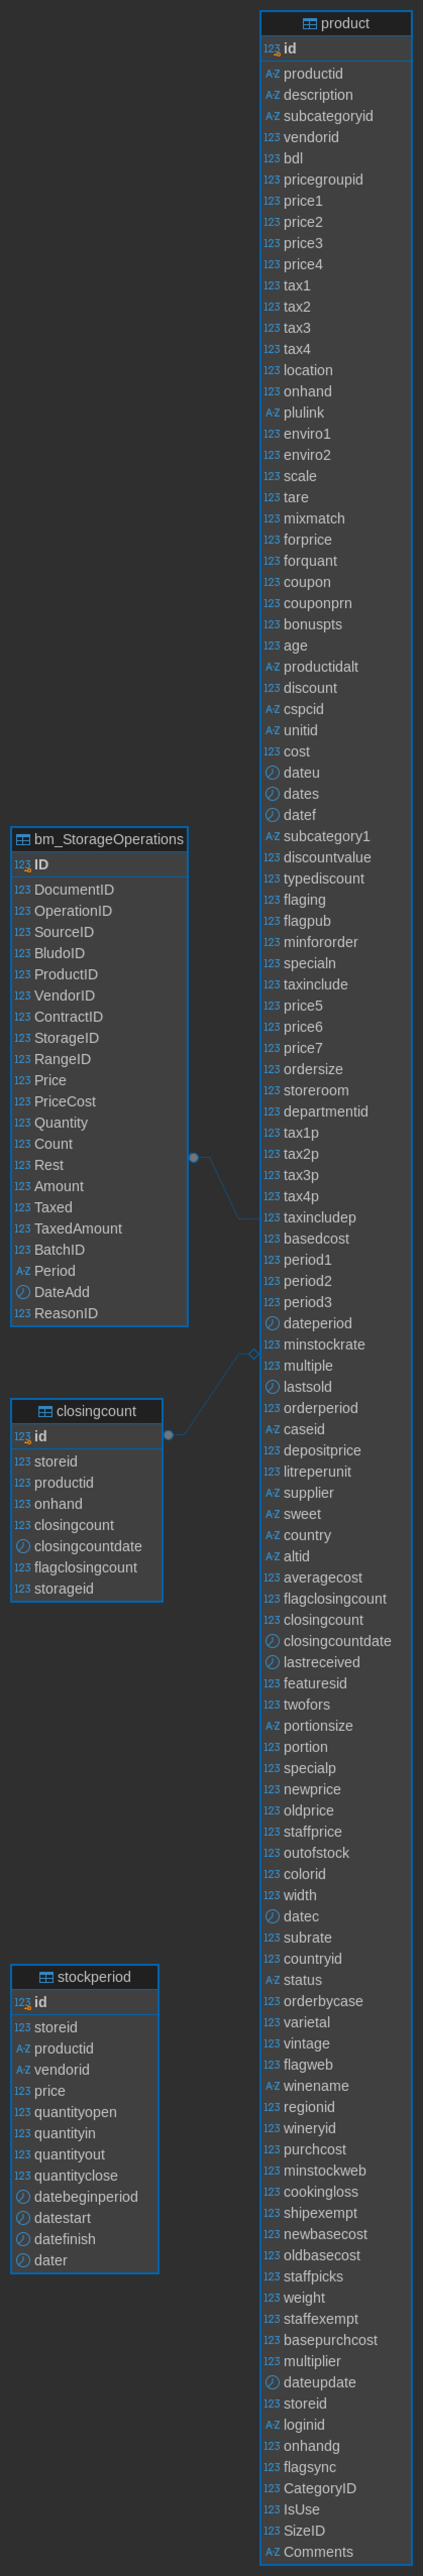 product
id
productid
description
subcategoryid
vendorid
bdl
pricegroupid
price1
price2
price3
price4
tax1
tax2
tax3
tax4
location
onhand
plulink
enviro1
enviro2
scale
tare
mixmatch
forprice
forquant
coupon
couponprn
bonuspts
age
productidalt
discount
cspcid
unitid
cost
dateu
dates
datef
subcategory1
discountvalue
typediscount
flaging
flagpub
minfororder
specialn
taxinclude
price5
price6
price7
ordersize
storeroom
departmentid
tax1p
tax2p
tax3p
tax4p
taxincludep
basedcost
period1
period2
period3
dateperiod
minstockrate
multiple
lastsold
orderperiod
caseid
depositprice
litreperunit
supplier
sweet
country
altid
averagecost
flagclosingcount
closingcount
closingcountdate
lastreceived
featuresid
twofors
portionsize
portion
specialp
newprice
oldprice
staffprice
outofstock
colorid
width
datec
subrate
countryid
status
orderbycase
varietal
vintage
flagweb
winename
regionid
wineryid
purchcost
minstockweb
cookingloss
shipexempt
newbasecost
oldbasecost
staffpicks
weight
staffexempt
basepurchcost
multiplier
dateupdate
storeid
loginid
onhandg
flagsync
CategoryID
IsUse
SizeID
Comments
bm_StorageOperations
ID
DocumentID
OperationID
SourceID
BludoID
ProductID
VendorID
ContractID
StorageID
RangeID
Price
PriceCost
Quantity
Count
Rest
Amount
Taxed
TaxedAmount
BatchID
Period
DateAdd
ReasonID
closingcount
id
storeid
productid
onhand
closingcount
closingcountdate
flagclosingcount
storageid
stockperiod
id
storeid
productid
vendorid
price
quantityopen
quantityin
quantityout
quantityclose
datebeginperiod
datestart
datefinish
dater